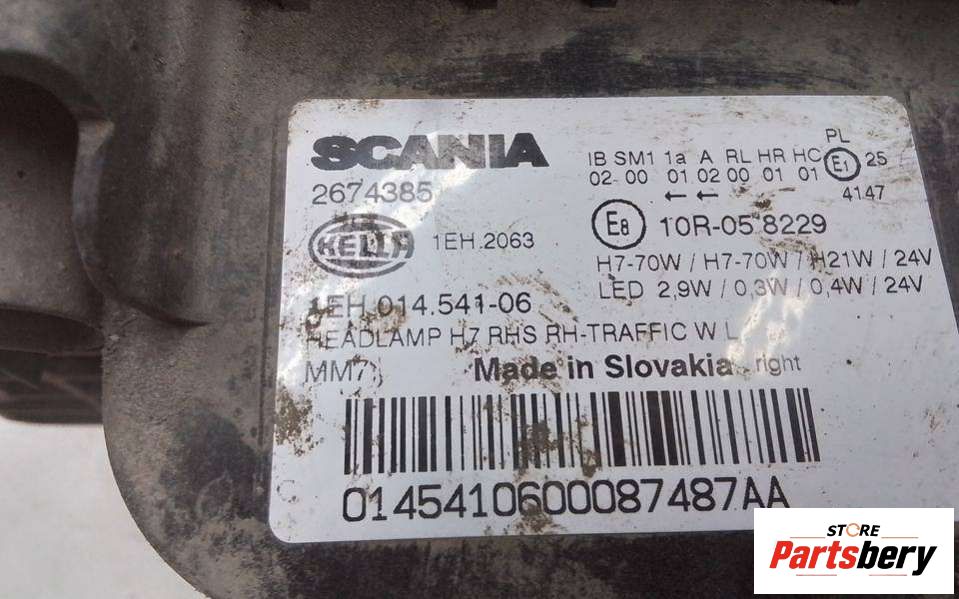 SCANIA
2674385
HELLA 1EH.2063
1EH 014.541-06
HEADLAMP H7 RHS RH-TRAFFIC W L
MM7 Made in Slovakia right
0145410600087487AA
PL
IB SM1 1a A RL HR HC E1 25
02 00 01 02 00 01 01
← ← 4147
E8 10R-05 8229
H7-70W / H7-70W / H21W / 24V
LED 2,9W / 0,3W / 0,4W / 24V
STORE
Partsbery